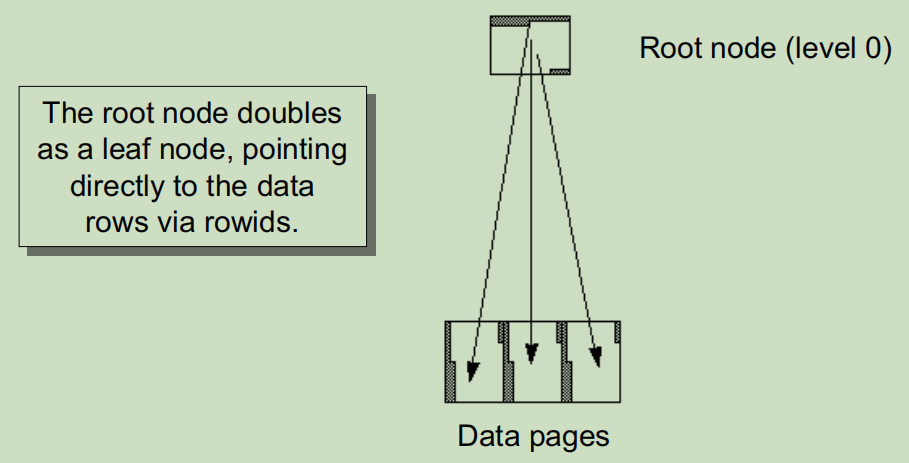 Root node (level 0)
The root node doubles
as a leaf node, pointing
directly to the data
rows via rowids.
Data pages